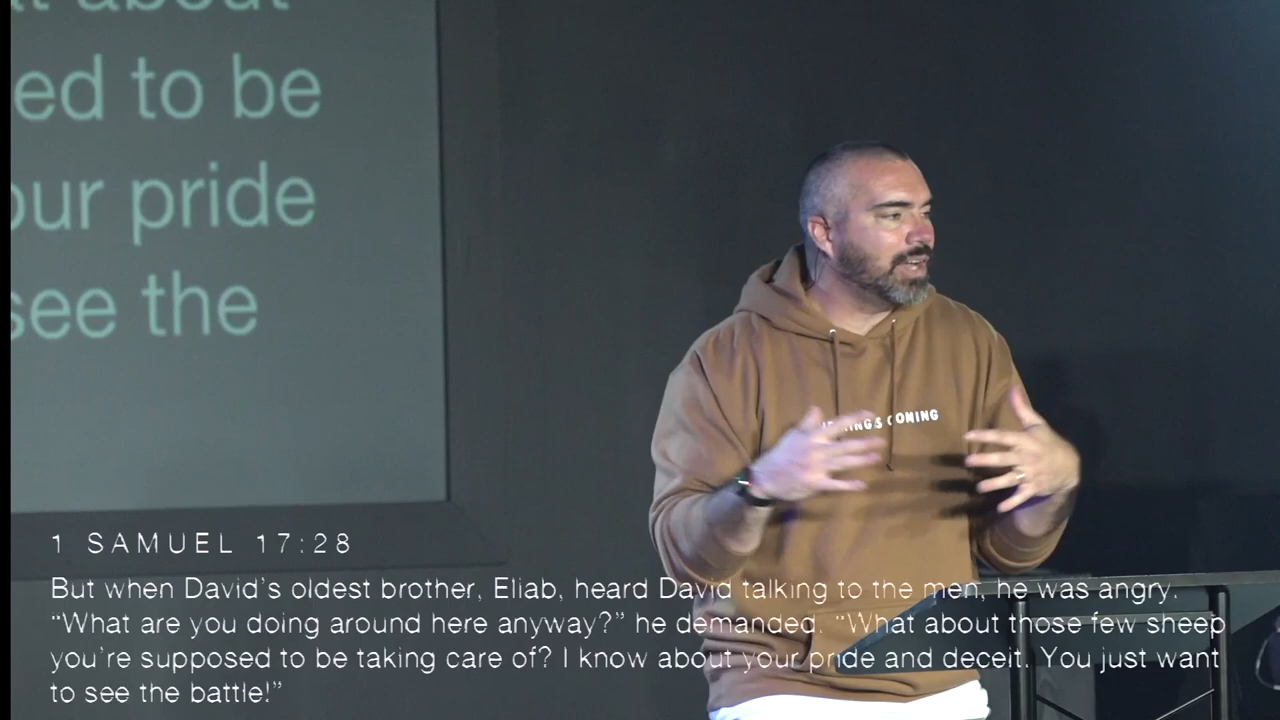 about
ed to be
our pride
see the
KINGS COMING
1 SAMUEL 17:28
But when David's oldest brother, Eliab, heard David talking to the men, he was angry.
"What are you doing around here anyway?" he demanded. "What about those few sheep
you're supposed to be taking care of? I know about your pride and deceit. You just want
to see the battle!"